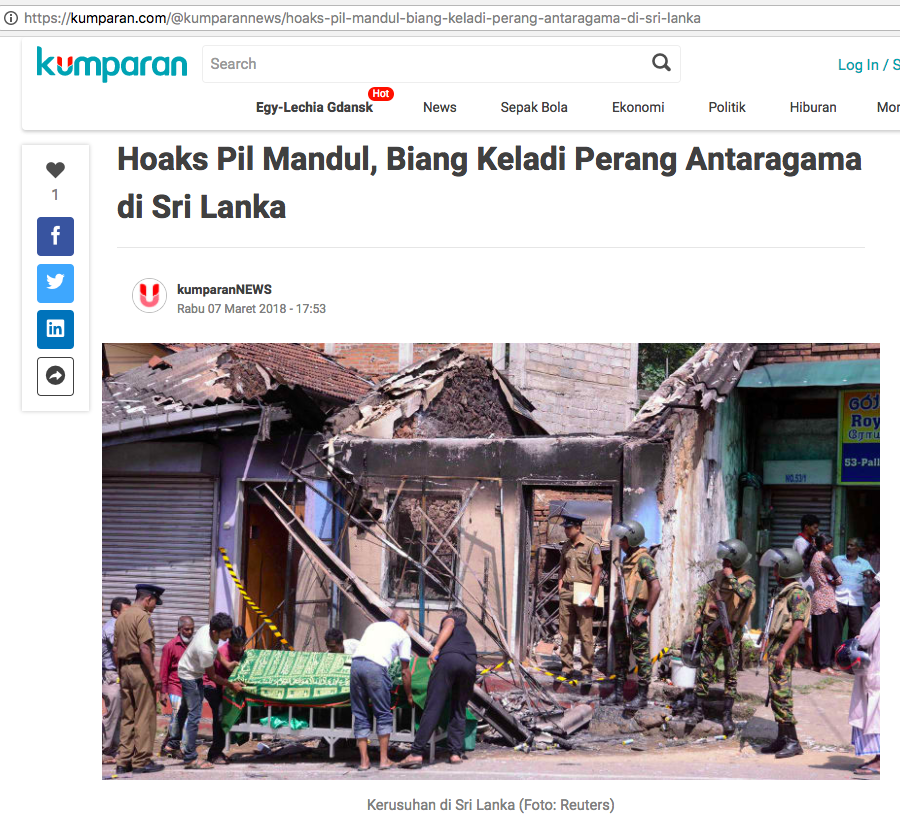 https://kumparan.com/@kumparannews/hoaks-pil-mandul-biang-keladi-perang-antaragama-di-sri-lanka
kumparan
Search
Log In / S
Hot
Egy-Lechia Gdansk News Sepak Bola Ekonomi Politik Hiburan Mor
Hoaks Pil Mandul, Biang Keladi Perang Antaragama
di Sri Lanka
1
kumparanNEWS
Rabu 07 Maret 2018 - 17:53
Roy
53-Pall
NO.53/1
Kerusuhan di Sri Lanka (Foto: Reuters)